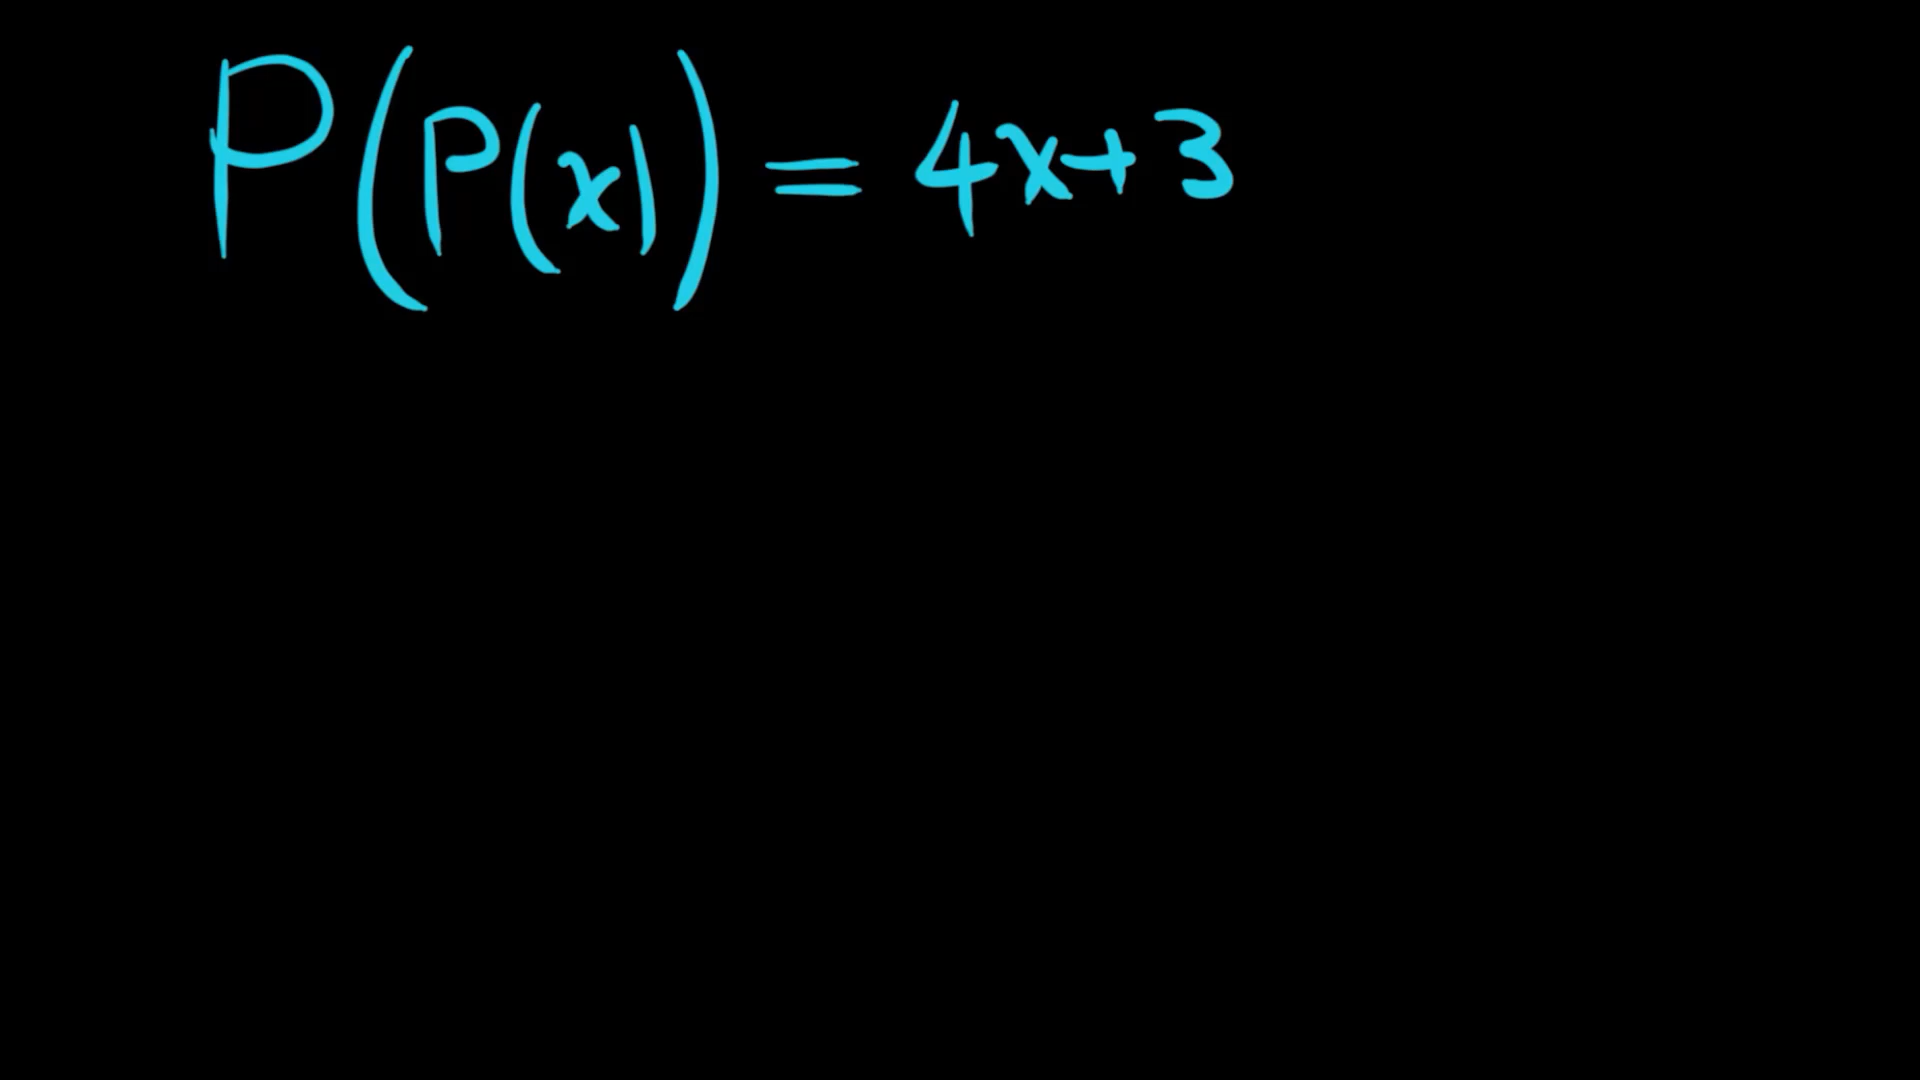 P(P(x)) = 4x+3